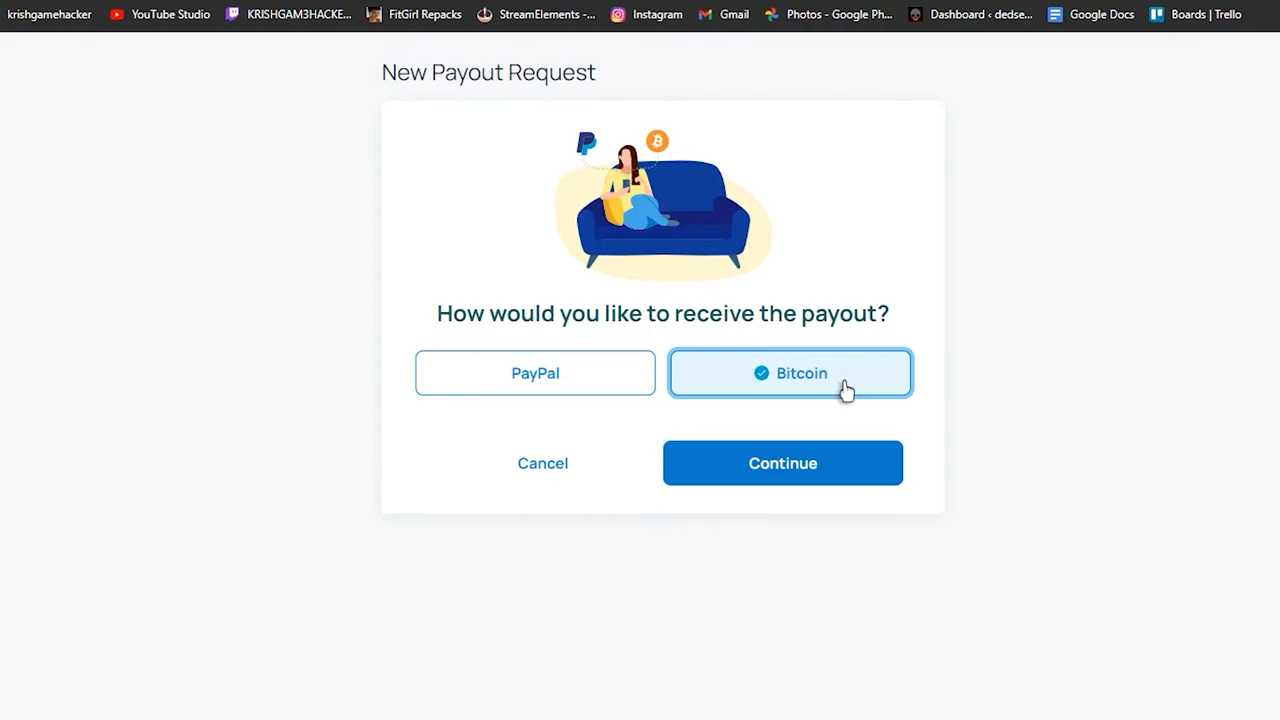 krishgamehacker YouTube Studio KRISHGAM3HACKE... FitGirl Repacks StreamElements -... Instagram Gmail Photos - Google Ph... Dashboard ‹ dedse... Google Docs Boards | Trello
New Payout Request
How would you like to receive the payout?
PayPal Bitcoin
Cancel Continue